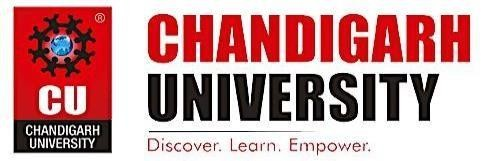 ®
CU
CHANDIGARH
UNIVERSITY
CHANDIGARH
UNIVERSITY
Discover. Learn. Empower.